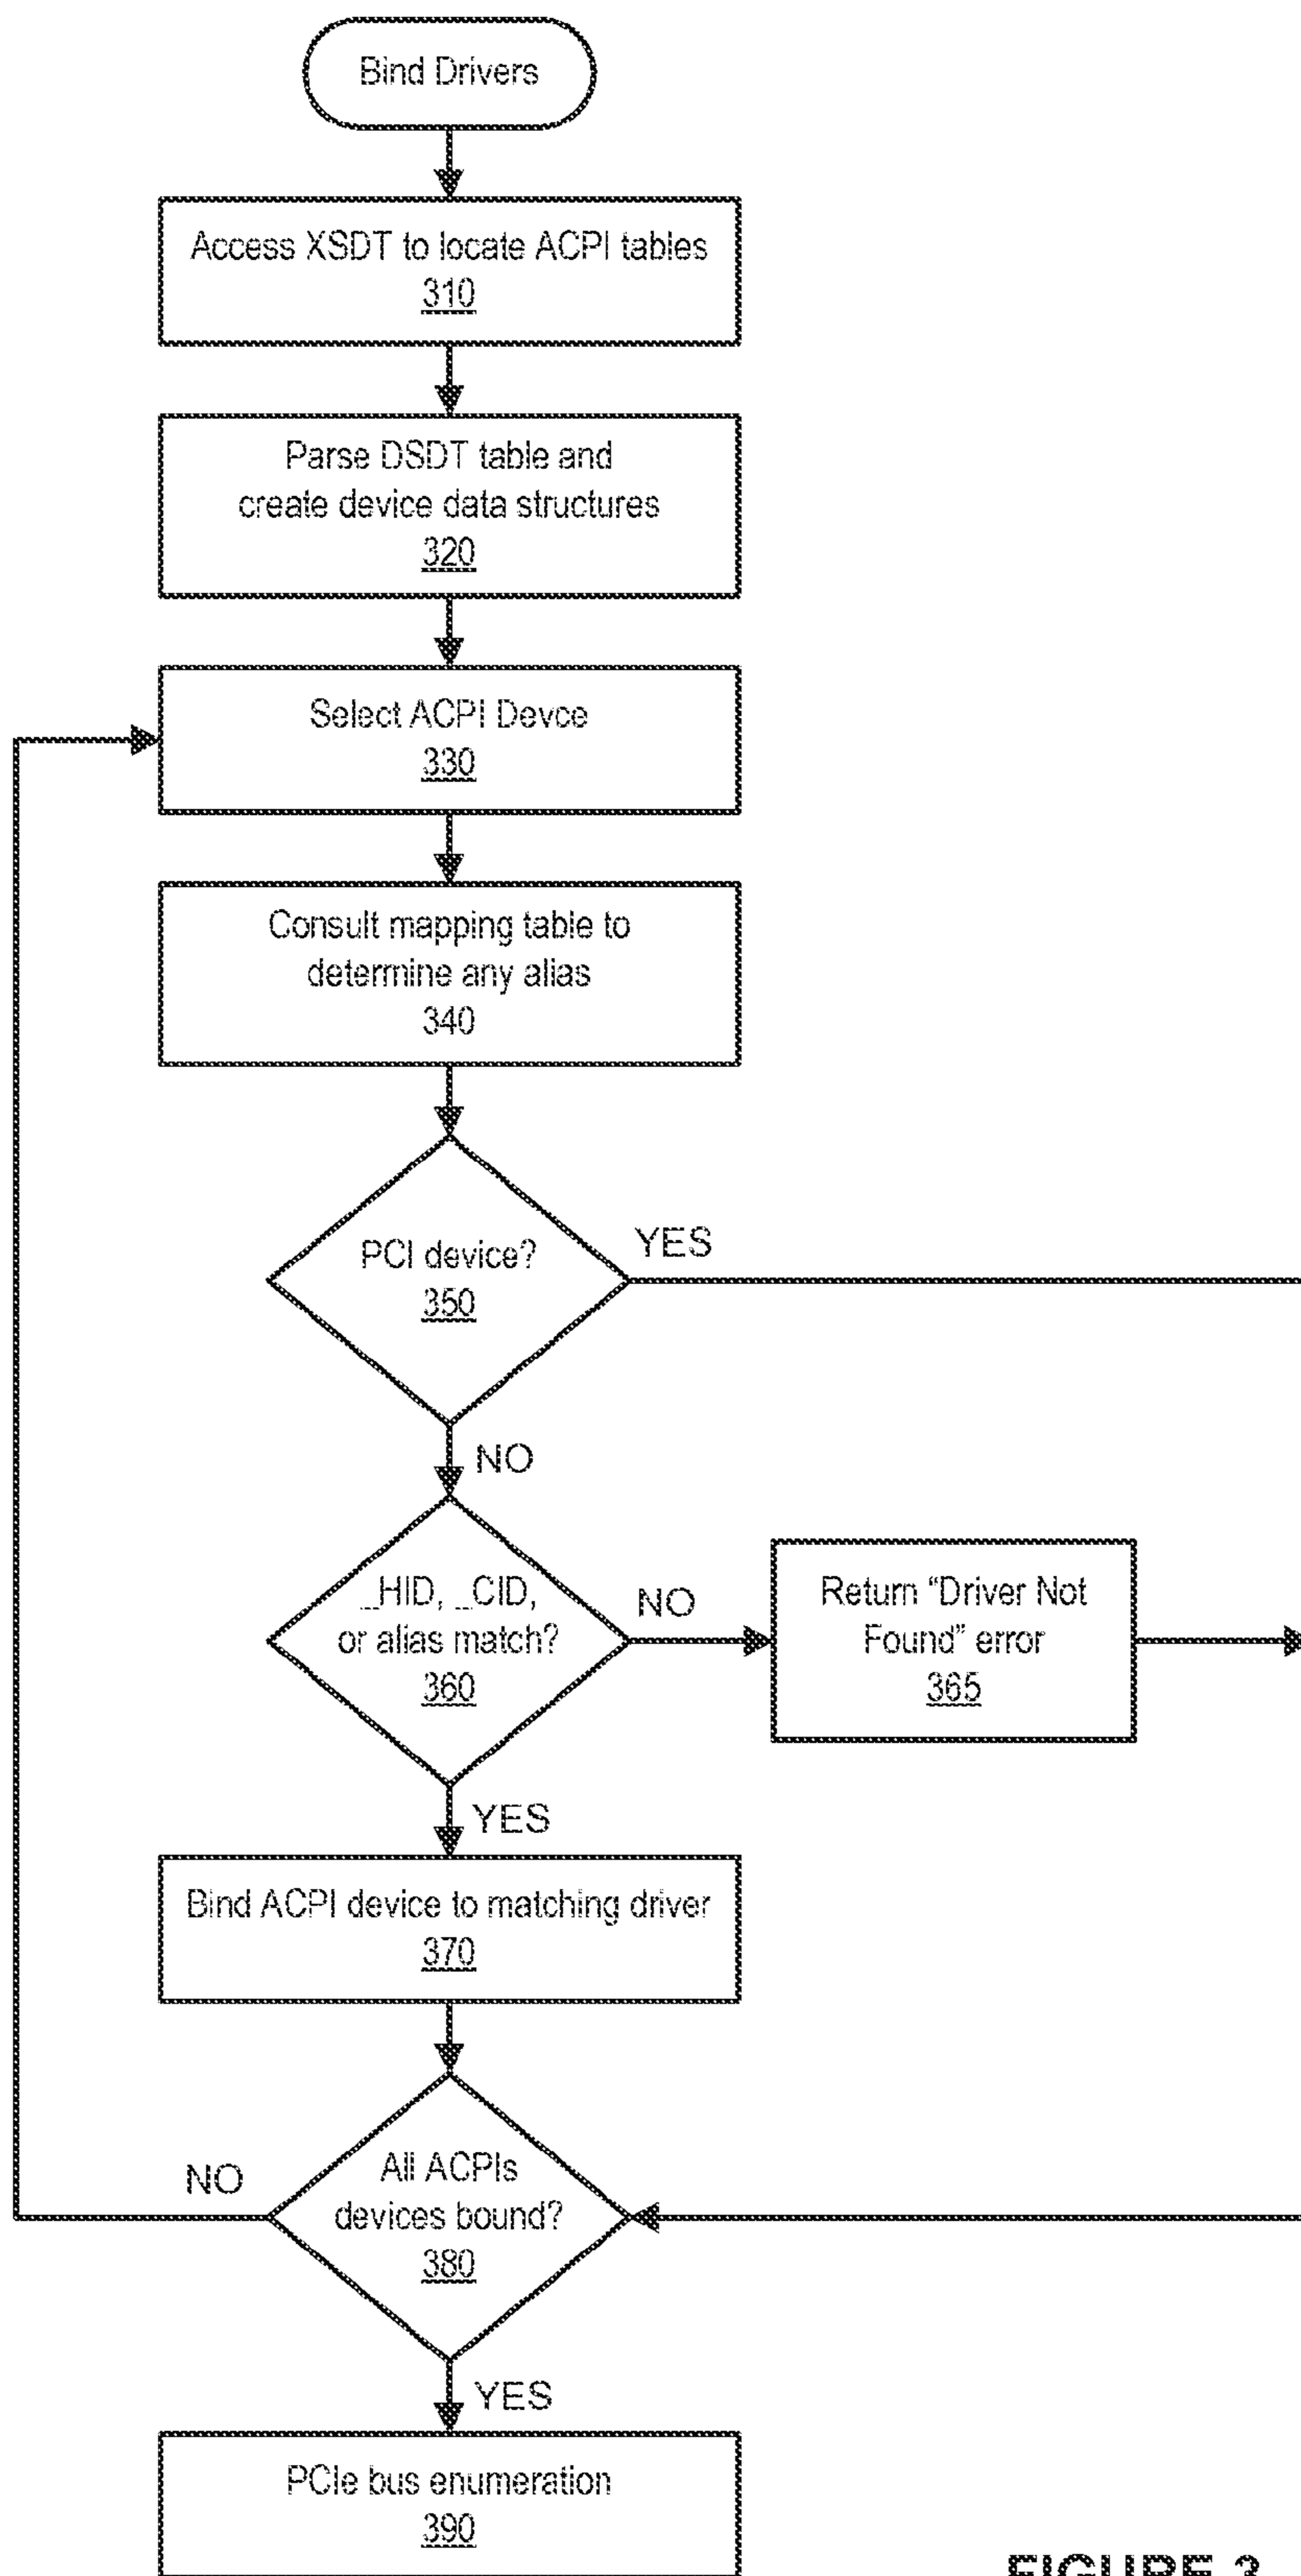 Bind Drivers
Access XSDT to locate ACPI tables
310
Parse DSDT table and
create device data structures
320
Select ACPI Devce
330
Consult mapping table to
determine any alias
340
PCI device?
350
YES
NO
_HID, _CID,
or alias match?
360
NO
Return “Driver Not
Found” error
365
YES
Bind ACPI device to matching driver
370
All ACPIs
devices bound?
380
NO
YES
PCIe bus enumeration
390
FIGURE 3